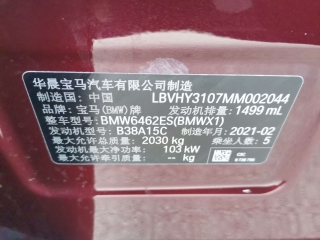 华晨宝马汽车有限公司制造
制造国：中国 LBVHY3107MM002044
品牌：宝马(BMW)牌 发动机排量：1499 mL
整车型号：BMW6462ES(BMWX1)
发动机型号：B38A15C 制造年月：2021-02
最大允许总质量：2030 kg 乘坐人数：5
发动机最大净功率：103 kW
最大允许牵引质量：-- kg